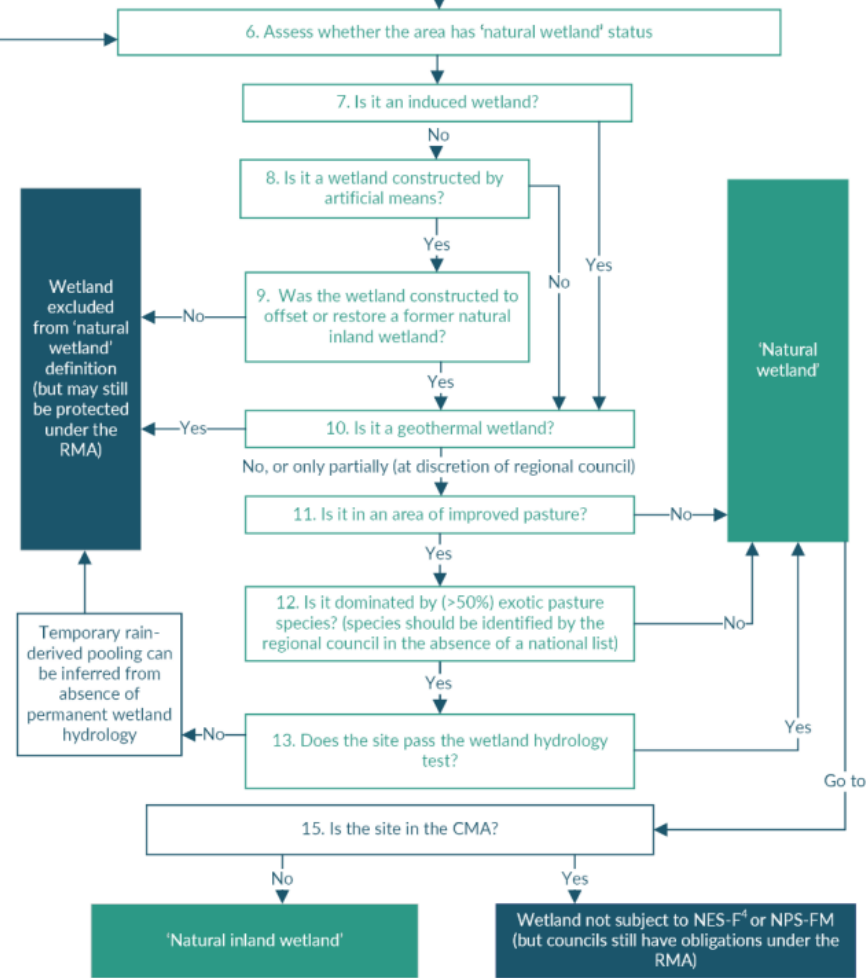 6. Assess whether the area has ‘natural wetland’ status
7. Is it an induced wetland?
No
8. Is it a wetland constructed by
artificial means?
Yes
No
Yes
9. Was the wetland constructed to
offset or restore a former natural
inland wetland?
No
Wetland
excluded
from ‘natural
wetland’
definition
(but may still
be protected
under the
RMA)
‘Natural
wetland’
Yes
10. Is it a geothermal wetland?
Yes
No, or only partially (at discretion of regional council)
11. Is it in an area of improved pasture?
No
Yes
12. Is it dominated by (>50%) exotic pasture
species? (species should be identified by the
regional council in the absence of a national list)
No
Yes
Temporary rain-
derived pooling can
be inferred from
absence of
permanent wetland
hydrology
No
13. Does the site pass the wetland hydrology
test?
Yes
Go to
15. Is the site in the CMA?
No
Yes
‘Natural inland wetland’
Wetland not subject to NES-F⁴ or NPS-FM
(but councils still have obligations under the
RMA)